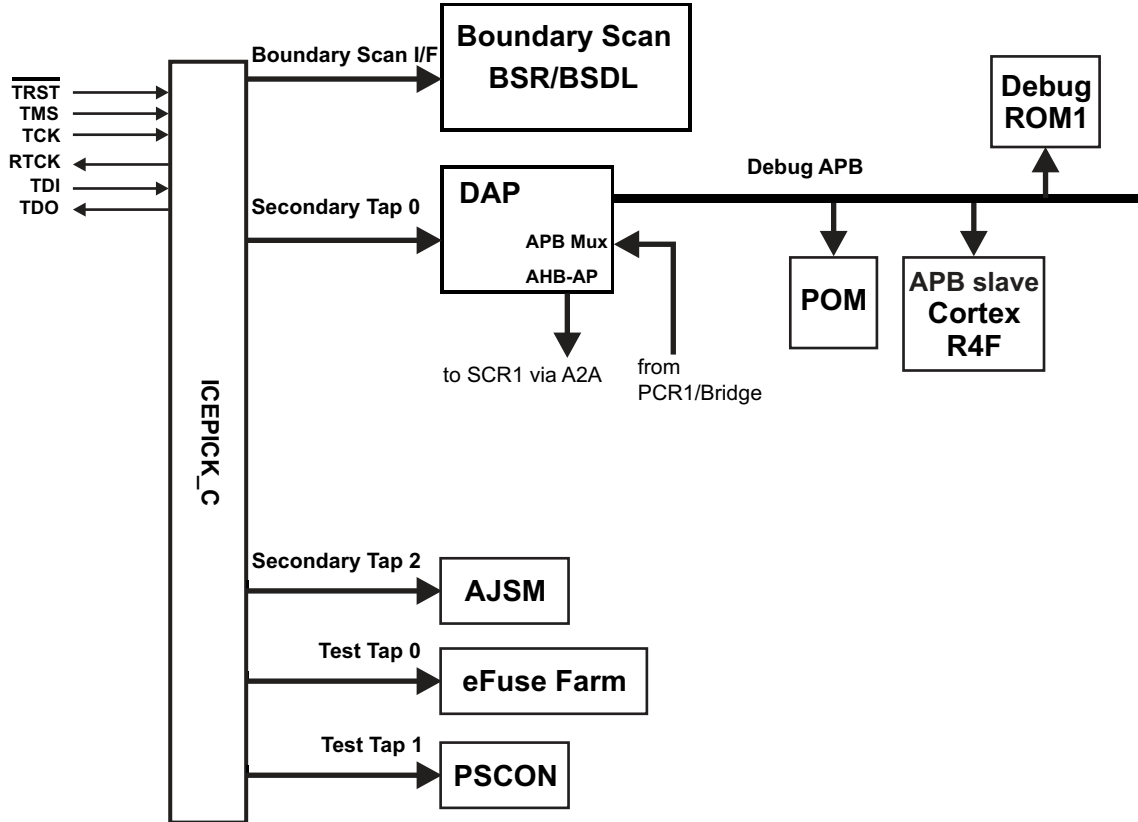 Boundary Scan I/F
Boundary Scan
BSR/BSDL
TRST
TMS
TCK
RTCK
TDI
TDO
Debug
ROM1
Debug APB
Secondary Tap 0
DAP
APB Mux
AHB-AP
POM
APB slave
Cortex
R4F
to SCR1 via A2A
from
PCR1/Bridge
ICEPICK_C
Secondary Tap 2
AJSM
Test Tap 0
eFuse Farm
Test Tap 1
PSCON